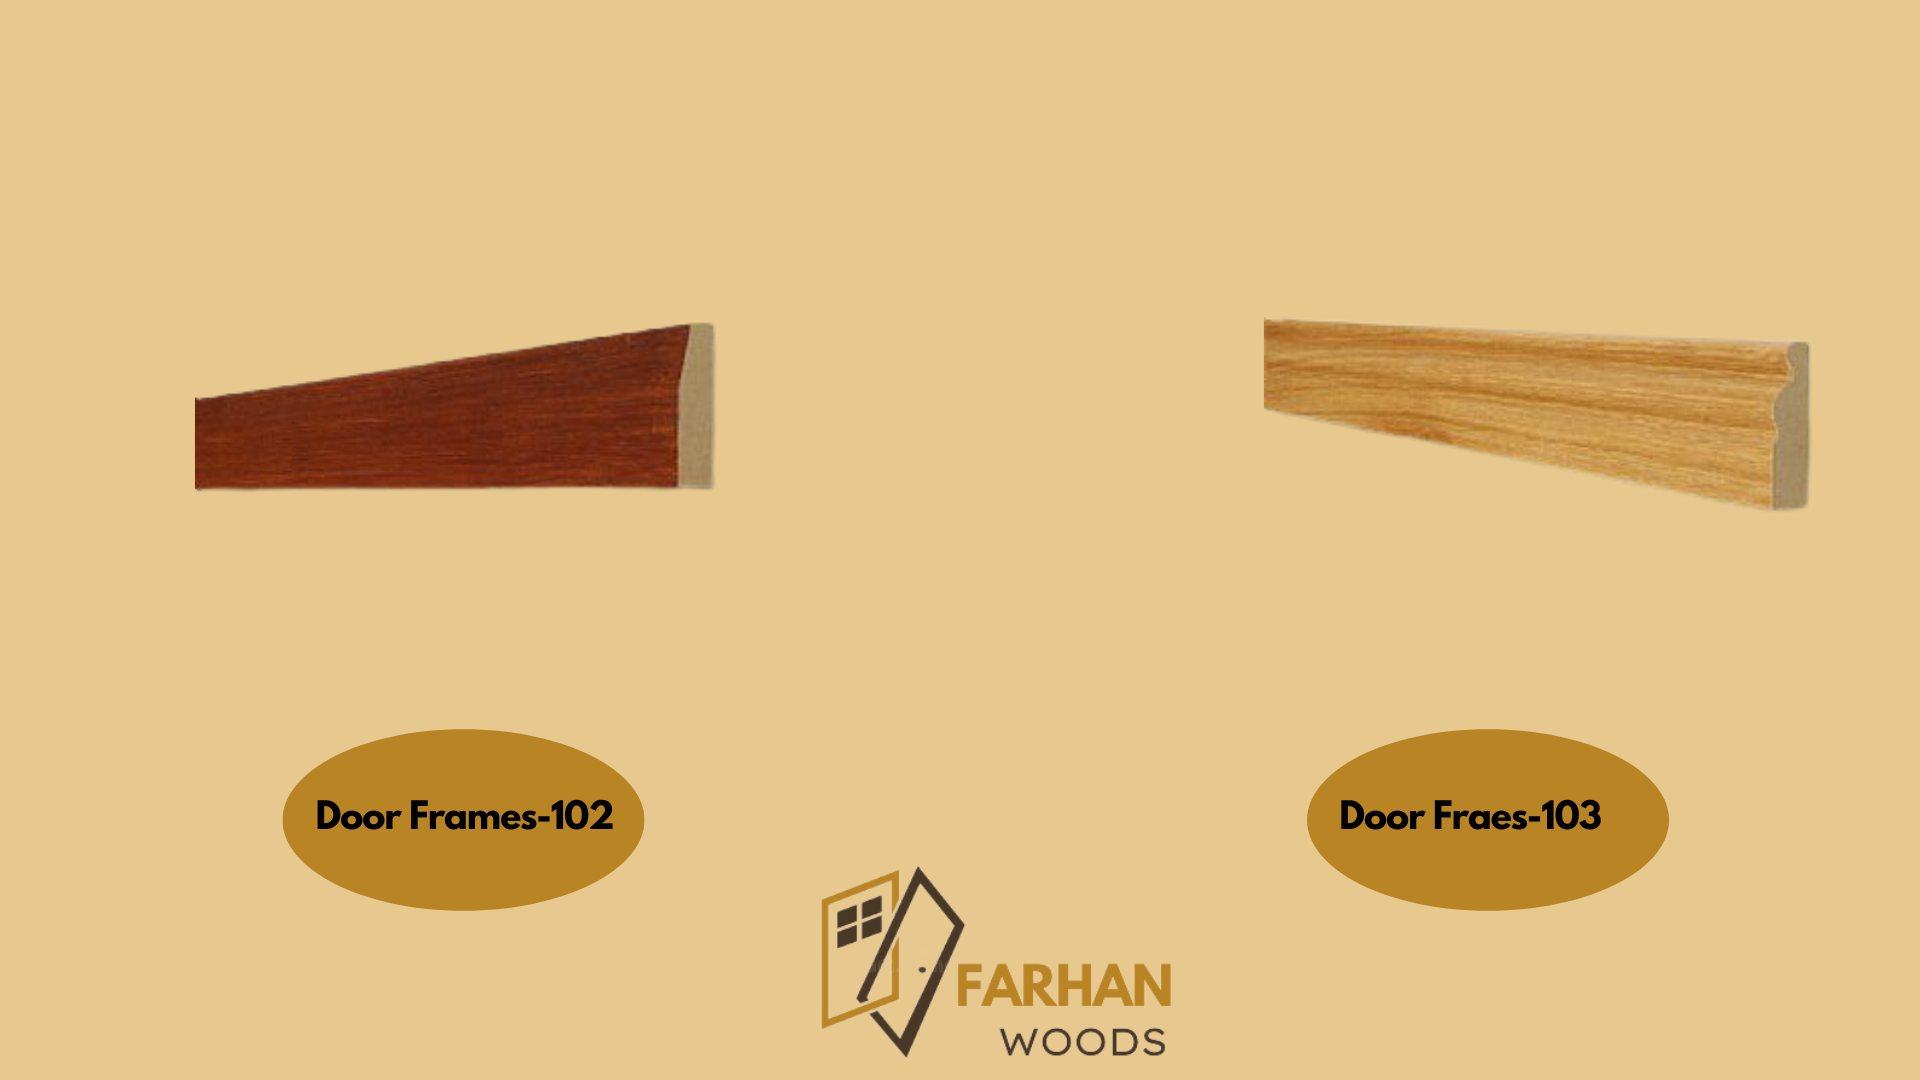 Door Frames-102
Door Fraes-103
FARHAN
WOODS